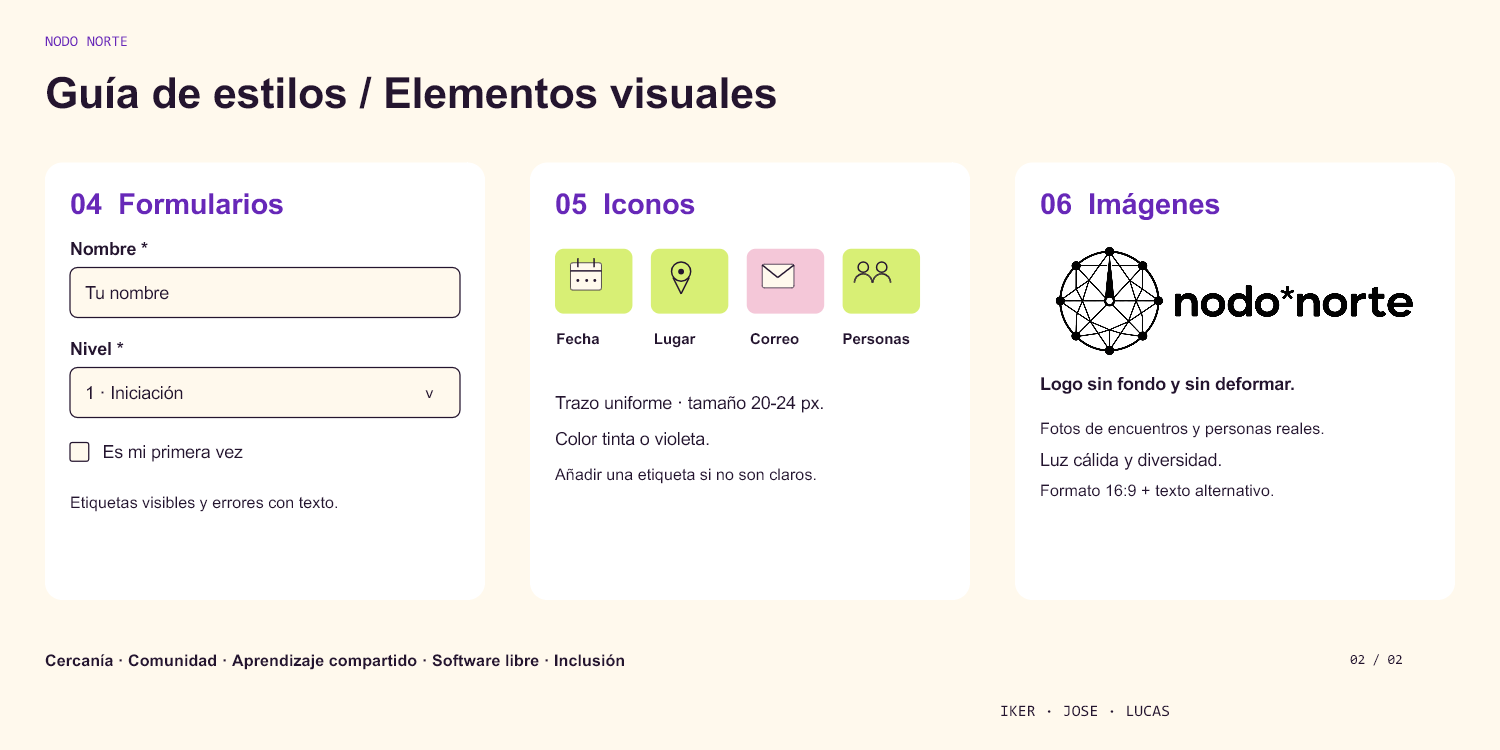 NODO NORTE
Guía de estilos / Elementos visuales
04 Formularios
Nombre *
Tu nombre
Nivel *
1 · Iniciación v
Es mi primera vez
Etiquetas visibles y errores con texto.
05 Iconos
Fecha Lugar Correo Personas
Trazo uniforme · tamaño 20-24 px.
Color tinta o violeta.
Añadir una etiqueta si no son claros.
06 Imágenes
nodo*norte
Logo sin fondo y sin deformar.
Fotos de encuentros y personas reales.
Luz cálida y diversidad.
Formato 16:9 + texto alternativo.
Cercanía · Comunidad · Aprendizaje compartido · Software libre · Inclusión
02 / 02
IKER · JOSE · LUCAS